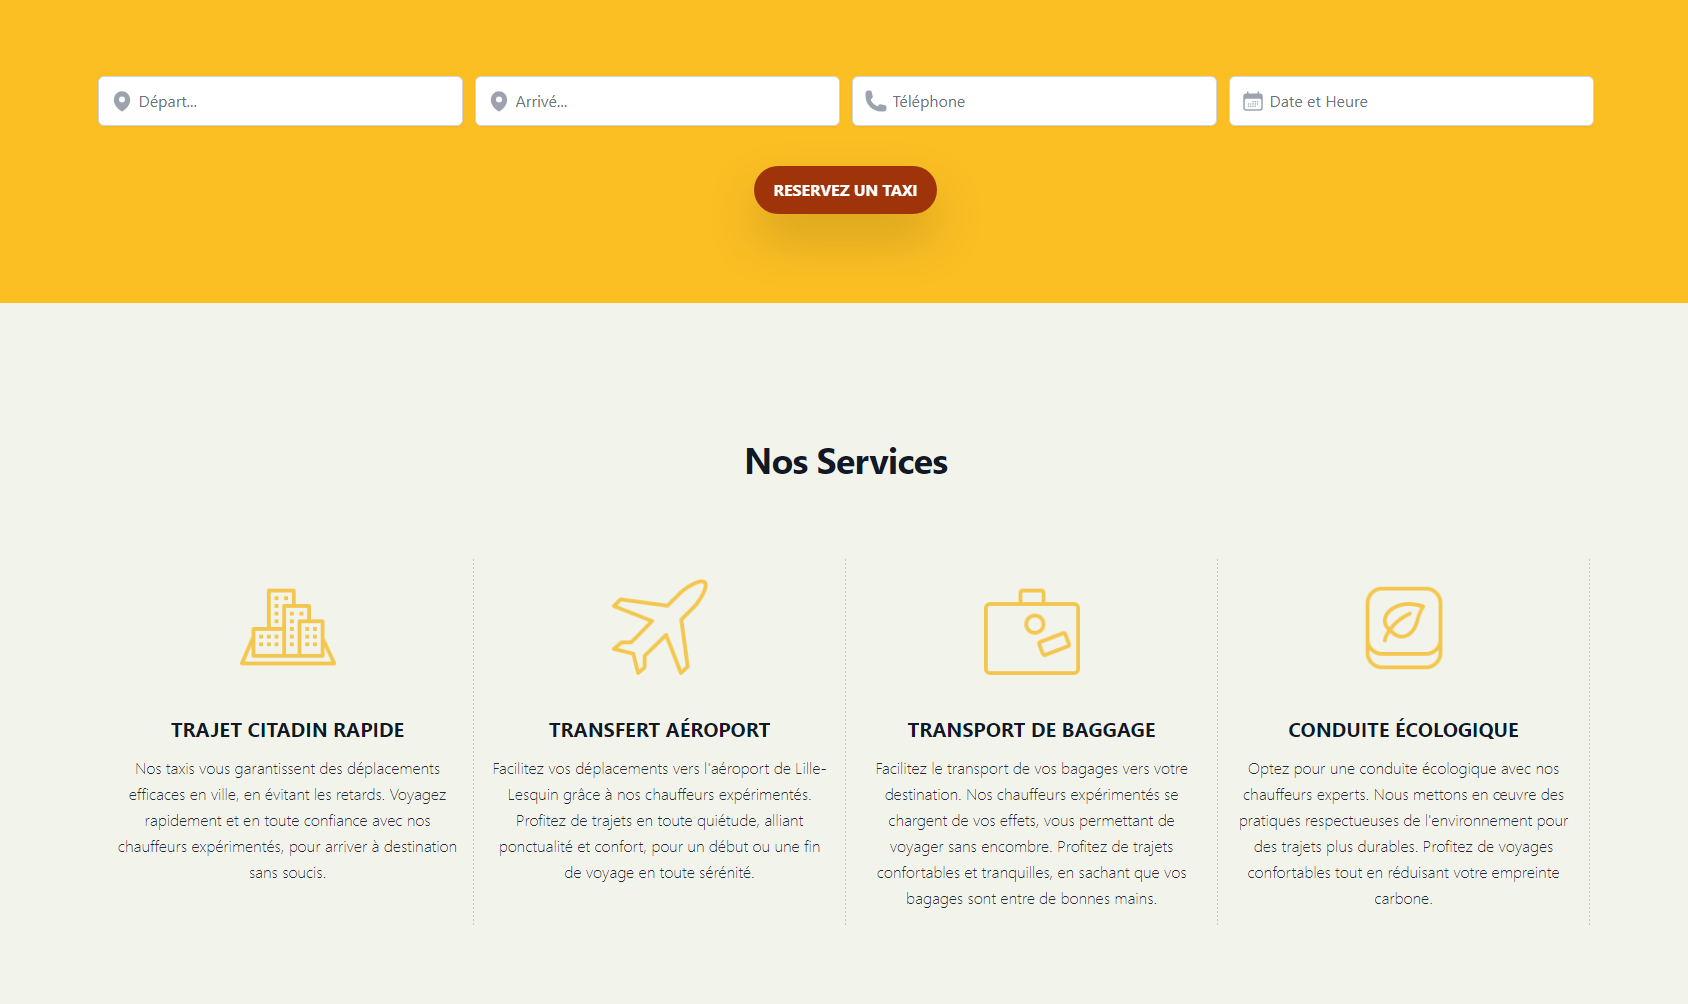 Départ...
Arrivé...
Téléphone
Date et Heure
RESERVEZ UN TAXI
Nos Services
TRAJET CITADIN RAPIDE
Nos taxis vous garantissent des déplacements
efficaces en ville, en évitant les retards. Voyagez
rapidement et en toute confiance avec nos
chauffeurs expérimentés, pour arriver à destination
sans soucis.
TRANSFERT AÉROPORT
Facilitez vos déplacements vers l'aéroport de Lille-
Lesquin grâce à nos chauffeurs expérimentés.
Profitez de trajets en toute quiétude, alliant
ponctualité et confort, pour un début ou une fin
de voyage en toute sérénité.
TRANSPORT DE BAGGAGE
Facilitez le transport de vos bagages vers votre
destination. Nos chauffeurs expérimentés se
chargent de vos effets, vous permettant de
voyager sans encombre. Profitez de trajets
confortables et tranquilles, en sachant que vos
bagages sont entre de bonnes mains.
CONDUITE ÉCOLOGIQUE
Optez pour une conduite écologique avec nos
chauffeurs experts. Nous mettons en œuvre des
pratiques respectueuses de l'environnement pour
des trajets plus durables. Profitez de voyages
confortables tout en réduisant votre empreinte
carbone.